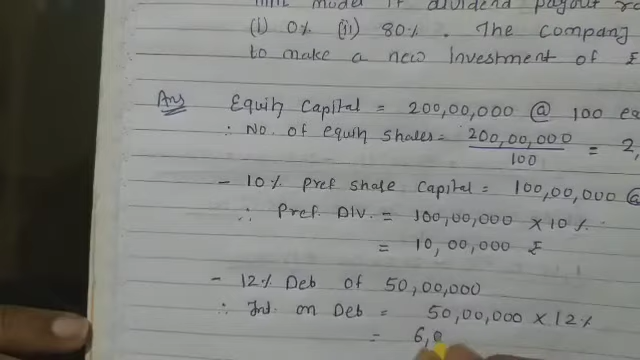 model if dividend payout
(i) 0% (ii) 80%. The company
to make a new Investment of £
Ans Equity Capital = 200,00,000 @ 100
∴ No. of equity shares = 200,00,000 / 100 = 2,
- 10% Pref share capital = 100,00,000 @
∴ Pref. Div. = 100,00,000 × 10%
= 10,00,000 £
- 12% Deb of 50,00,000
∴ Int. on Deb = 50,00,000 × 12%
= 6,0